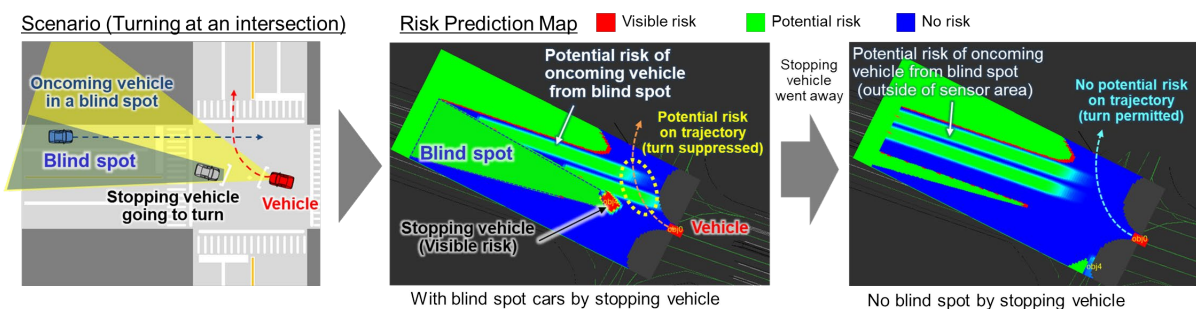 Scenario (Turning at an intersection)
Oncoming vehicle
in a blind spot
Blind spot
Stopping vehicle
going to turn
Vehicle
Risk Prediction Map
Visible risk
Potential risk
No risk
Potential risk of
oncoming vehicle
from blind spot
Potential risk
on trajectory
(turn suppressed)
Blind spot
obj4
Stopping vehicle
(Visible risk)
Vehicle
obj0
With blind spot cars by stopping vehicle
Stopping
vehicle
went away
Potential risk of oncoming
vehicle from blind spot
(outside of sensor area)
No potential risk
on trajectory
(turn permitted)
obj0
obj4
No blind spot by stopping vehicle